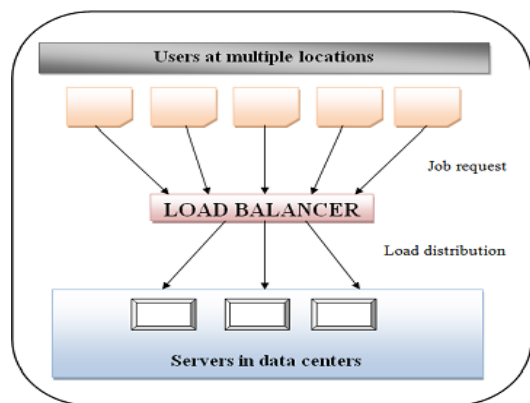 Users at multiple locations
Job request
LOAD BALANCER
Load distribution
Servers in data centers